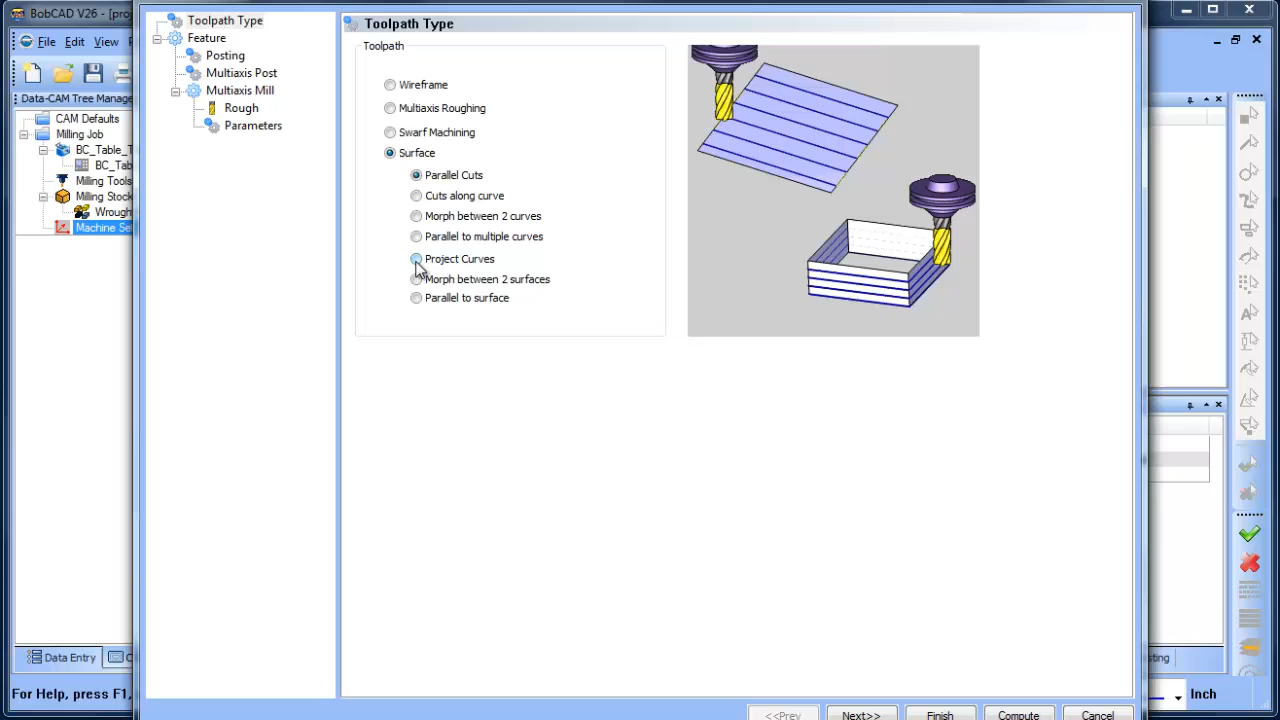 BobCAD V26 - [proj
File Edit View
Data-CAM Tree Manage
CAM Defaults
Milling Job
BC_Table_T
BC_Tab
Milling Tools
Milling Stock
Wrough
Machine Set
Data Entry
For Help, press F1,
Toolpath Type
Feature
Posting
Multiaxis Post
Multiaxis Mill
Rough
Parameters
Toolpath Type
Toolpath
Wireframe
Multiaxis Roughing
Swarf Machining
Surface
Parallel Cuts
Cuts along curve
Morph between 2 curves
Parallel to multiple curves
Project Curves
Morph between 2 surfaces
Parallel to surface
<<Prev
Next>>
Finish
Compute
Cancel
sting
Inch